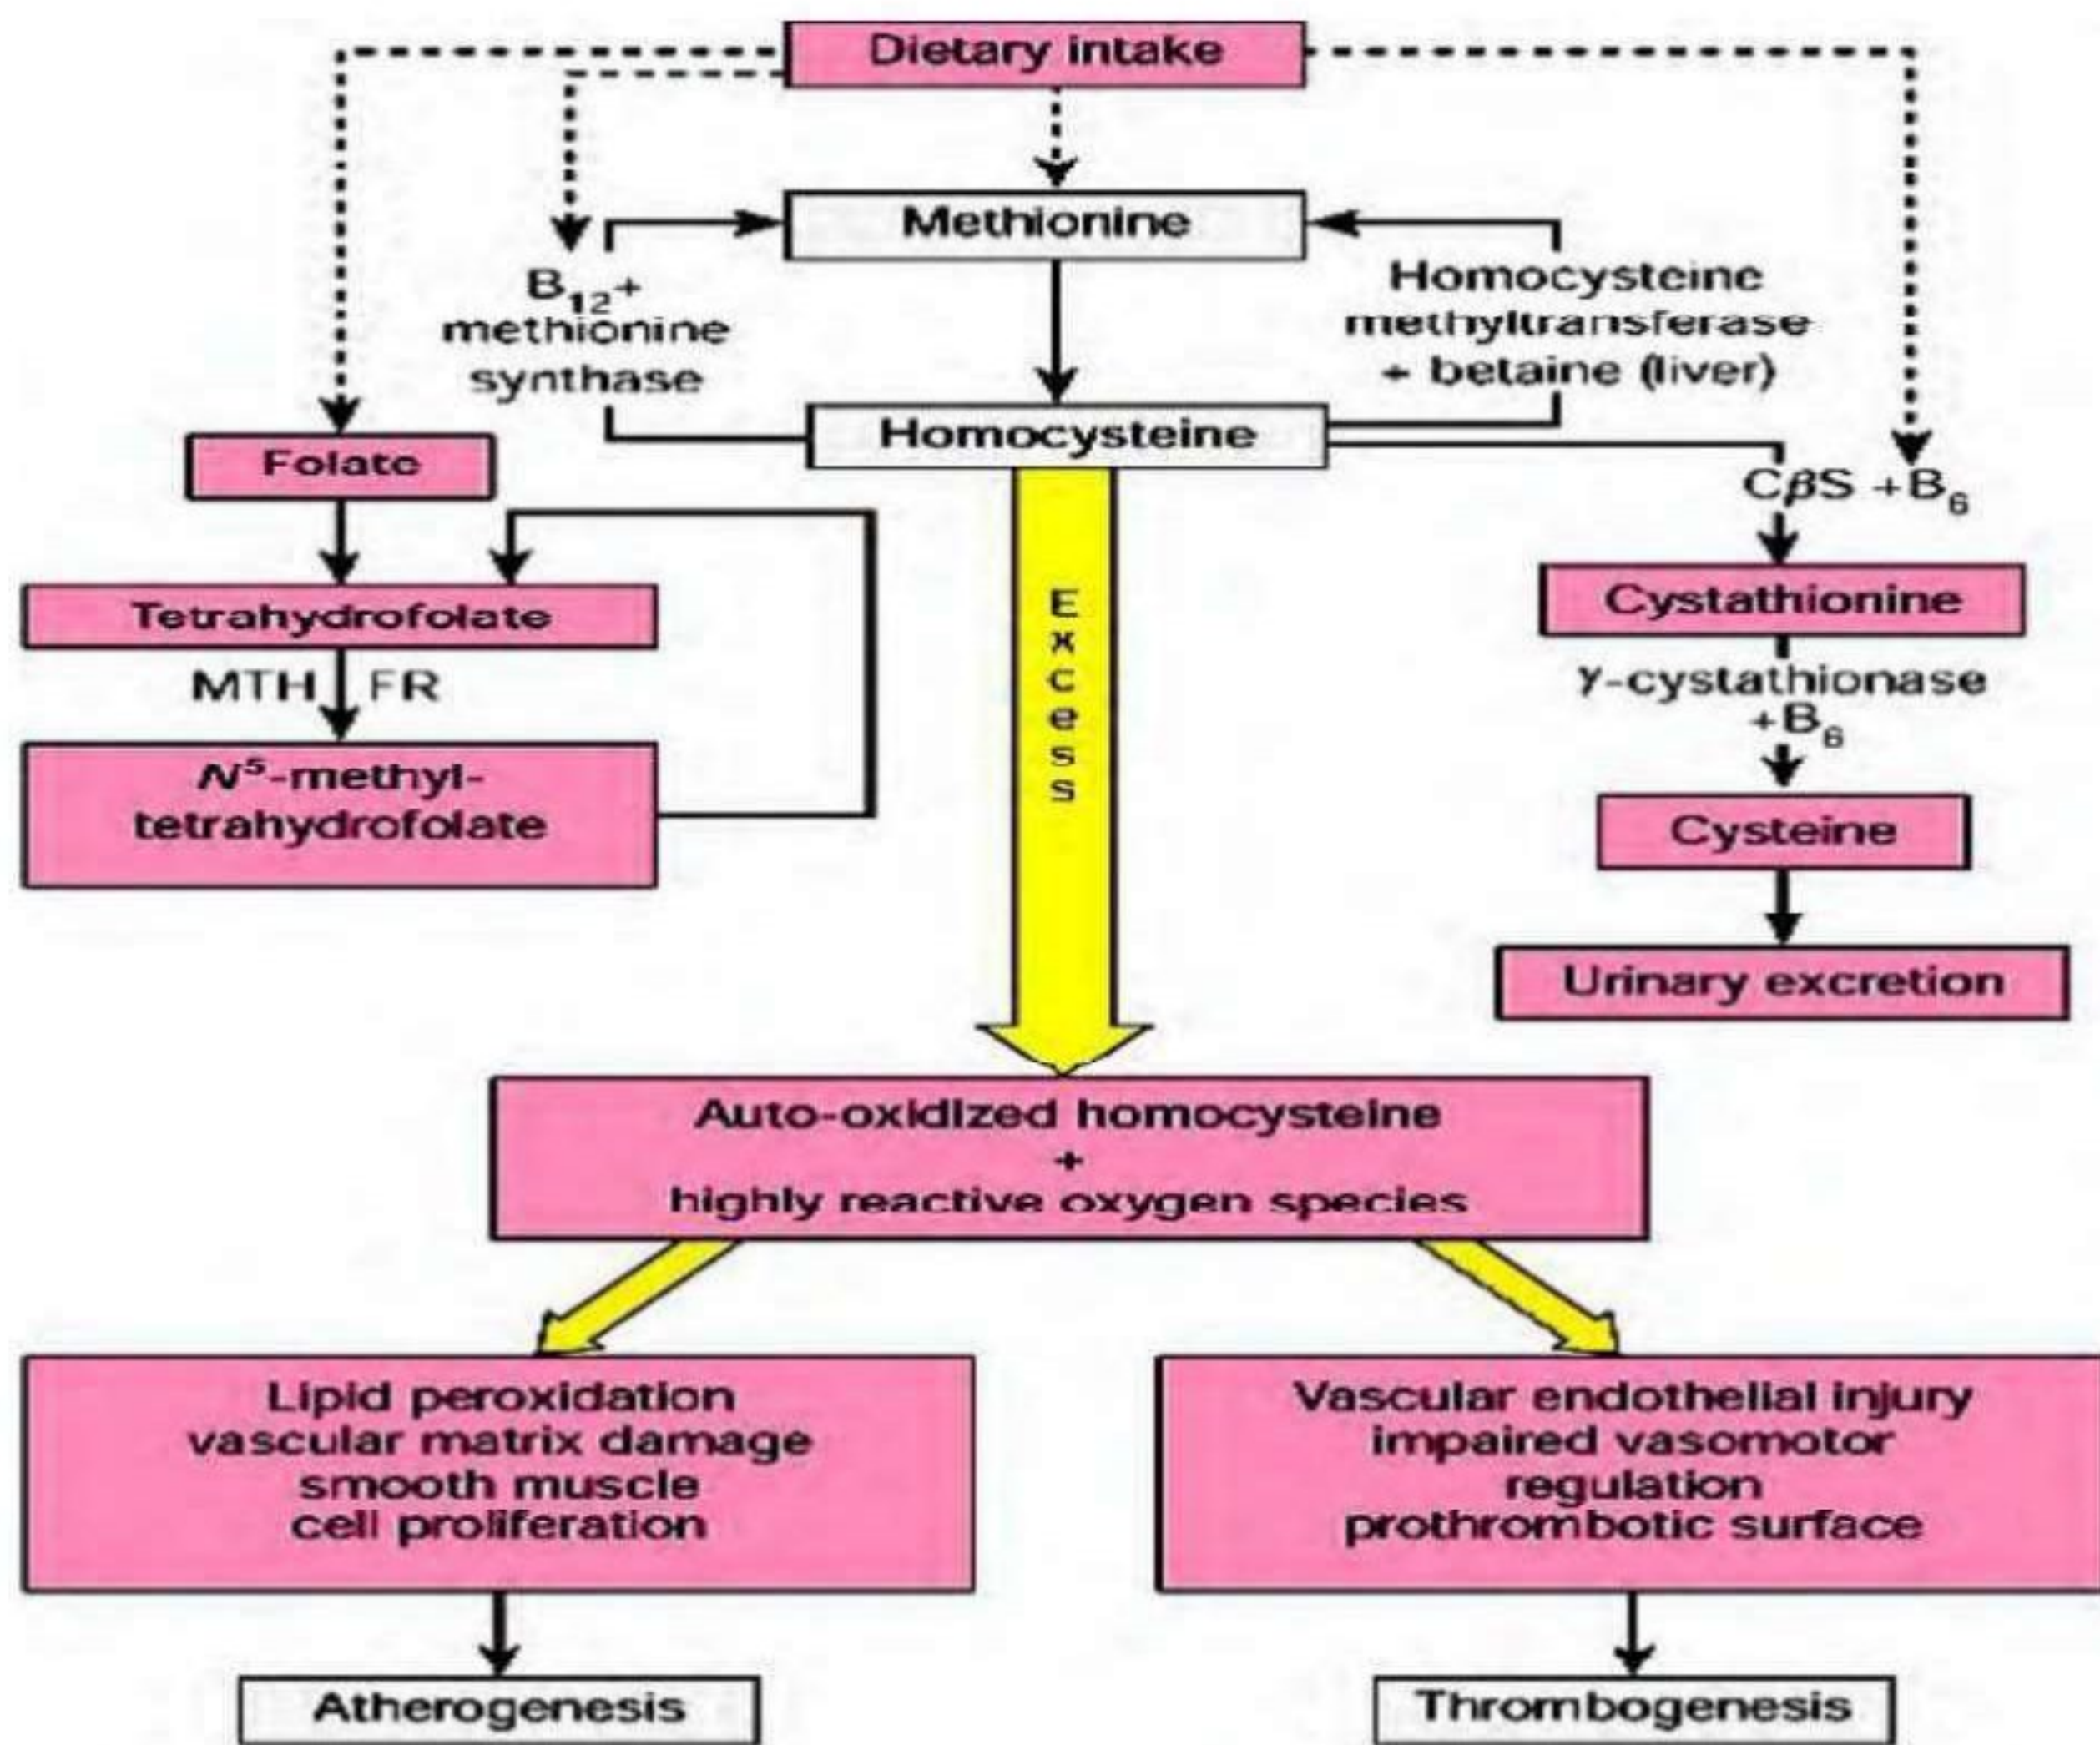 Dietary intake
Methionine
B12+
methionine
synthase
Homocysteine
methyltransferase
+ betaine (liver)
Homocysteine
Folate
CβS +B6
Tetrahydrofolate
MTH FR
N5-methyl-
tetrahydrofolate
Excess
Cystathionine
γ-cystathionase
+B6
Cysteine
Urinary excretion
Auto-oxidized homocysteine
+
highly reactive oxygen species
Lipid peroxidation
vascular matrix damage
smooth muscle
cell proliferation
Vascular endothelial injury
impaired vasomotor
regulation
prothrombotic surface
Atherogenesis
Thrombogenesis